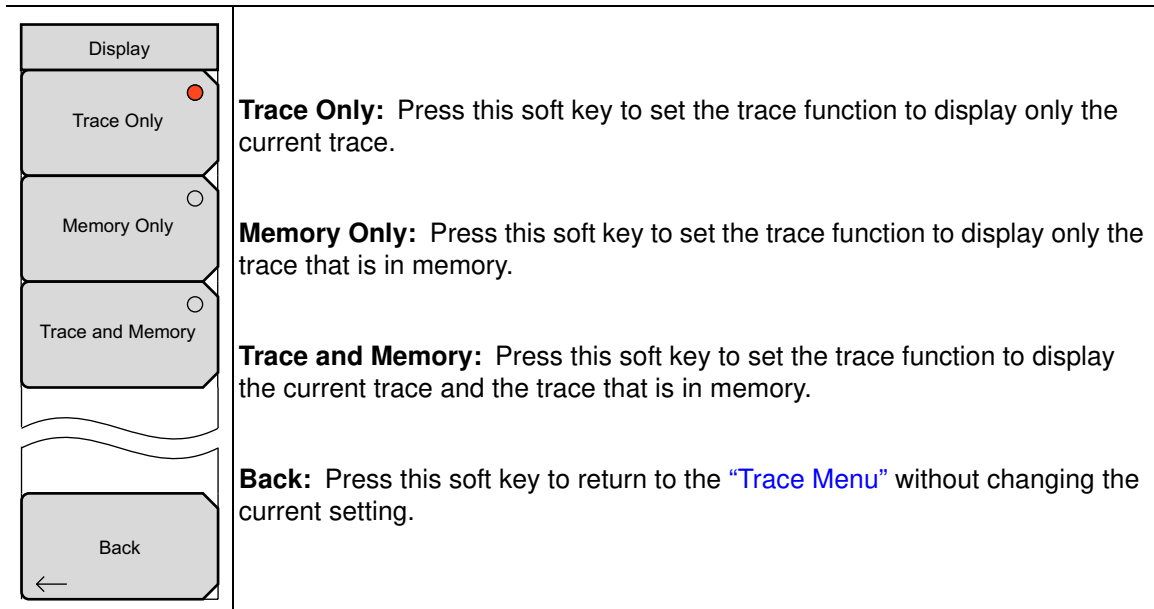 Display
Trace Only
Memory Only
Trace and Memory
Back
Trace Only: Press this soft key to set the trace function to display only the
current trace.
Memory Only: Press this soft key to set the trace function to display only the
trace that is in memory.
Trace and Memory: Press this soft key to set the trace function to display
the current trace and the trace that is in memory.
Back: Press this soft key to return to the “Trace Menu” without changing the
current setting.